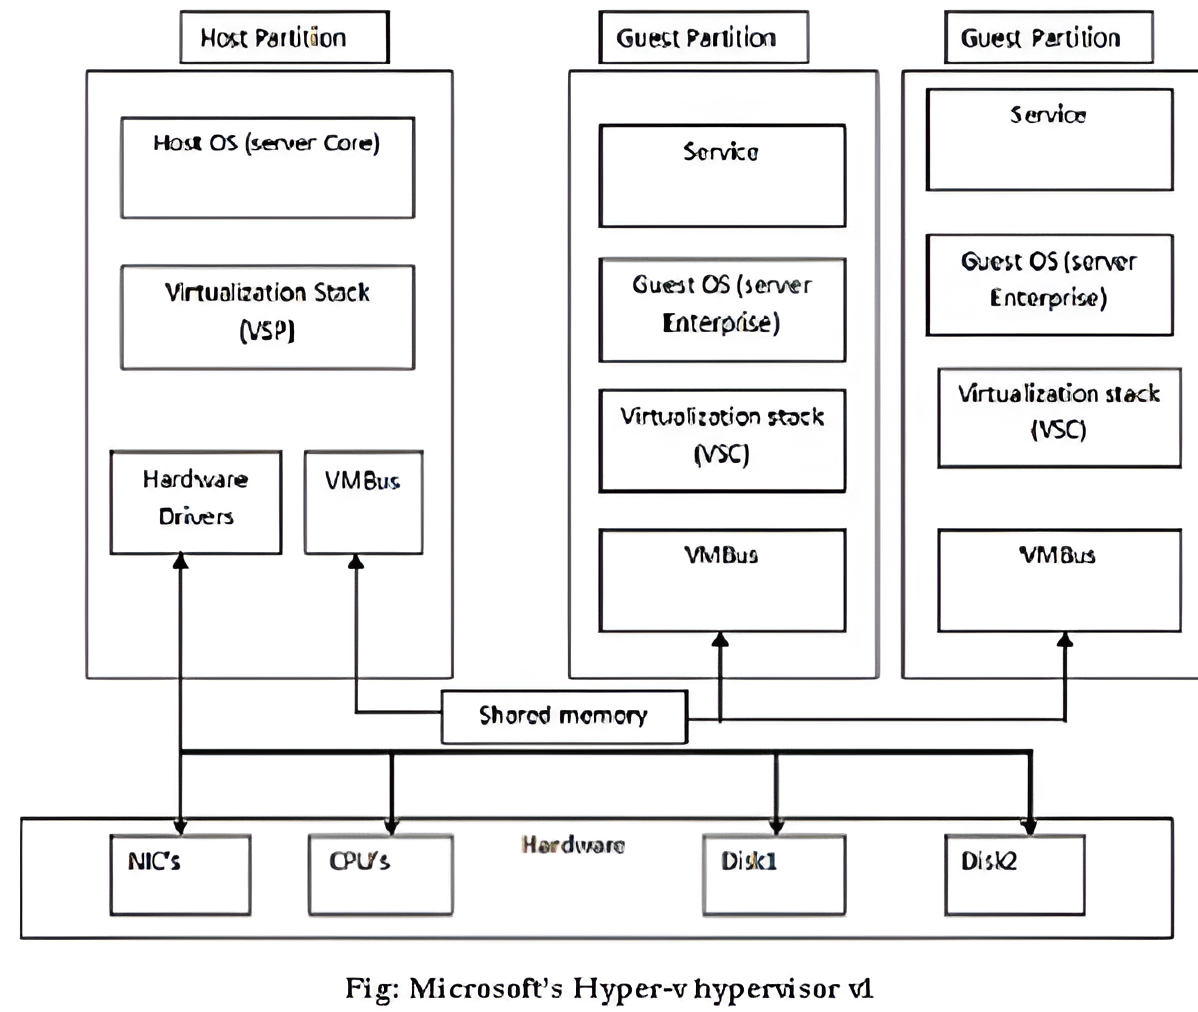 Host Partition
Guest Partition
Guest Partition
Host OS (server Core)
Virtualization Stack
(VSP)
Hardware
Drivers
VMBus
Service
Guest OS (server
Enterprise)
Virtualization stack
(VSC)
VMBus
Service
Guest OS (server
Enterprise)
Virtualization stack
(VSC)
VMBus
Shared memory
Hardware
NIC's
CPU's
Disk1
Disk2
Fig: Microsoft's Hyper-v hypervisor v1